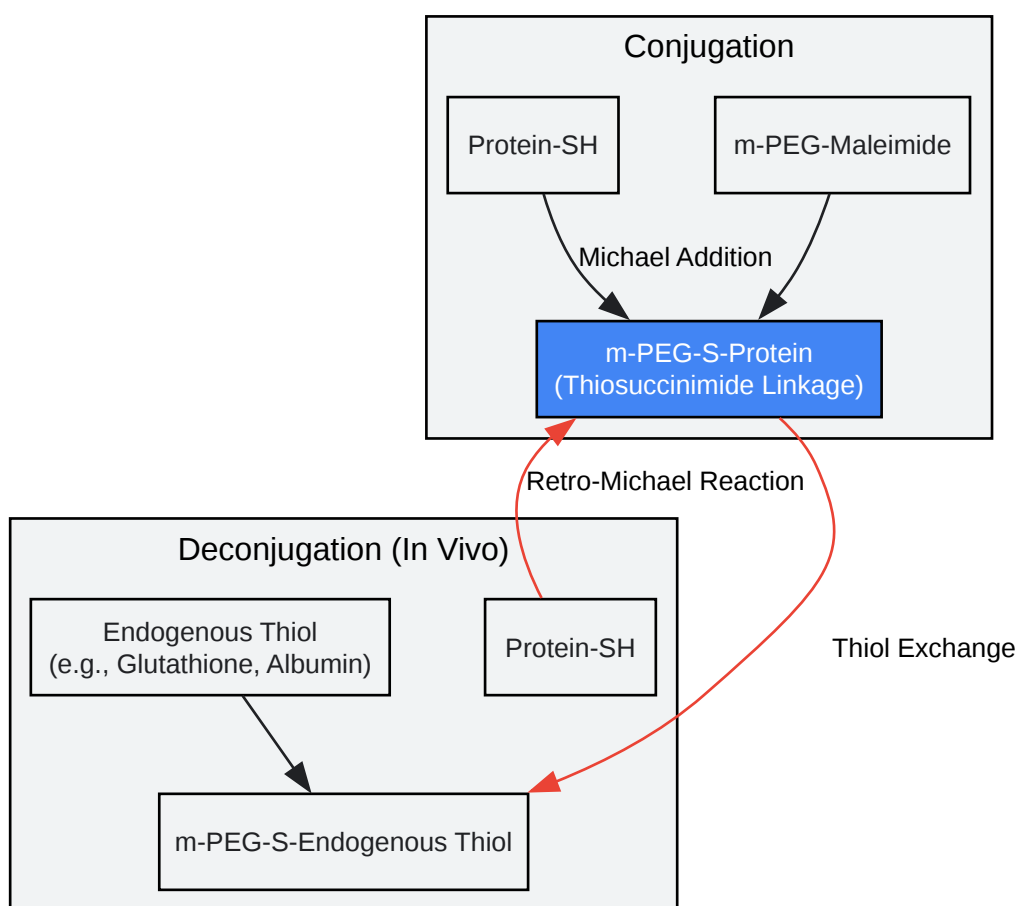 Conjugation
Protein-SH
m-PEG-Maleimide
Michael Addition
m-PEG-S-Protein
(Thiosuccinimide Linkage)
Retro-Michael Reaction
Deconjugation (In Vivo)
Endogenous Thiol
(e.g., Glutathione, Albumin)
Protein-SH
Thiol Exchange
m-PEG-S-Endogenous Thiol